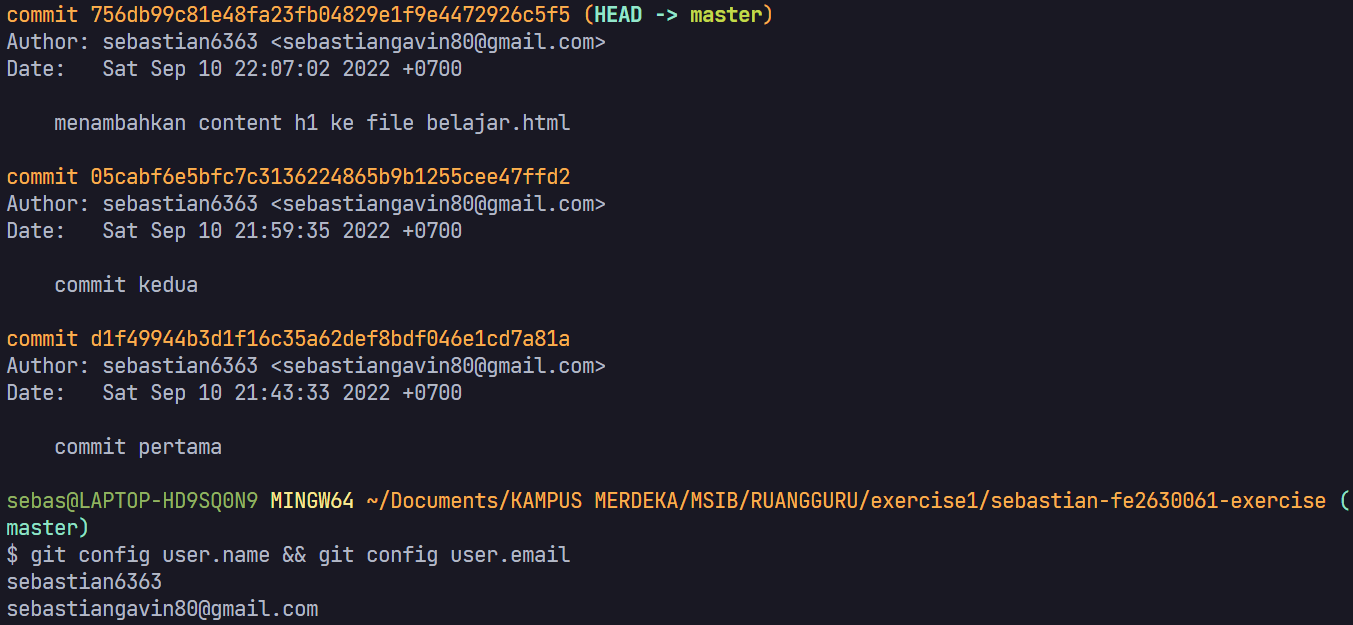 commit 756db99c81e48fa23fb04829e1f9e4472926c5f5 (HEAD -> master)
Author: sebastian6363 <sebastiangavin80@gmail.com>
Date:   Sat Sep 10 22:07:02 2022 +0700
    menambahkan content h1 ke file belajar.html
commit 05cabf6e5bfc7c3136224865b9b1255cee47ffd2
Author: sebastian6363 <sebastiangavin80@gmail.com>
Date:   Sat Sep 10 21:59:35 2022 +0700
    commit kedua
commit d1f49944b3d1f16c35a62def8bdf046e1cd7a81a
Author: sebastian6363 <sebastiangavin80@gmail.com>
Date:   Sat Sep 10 21:43:33 2022 +0700
    commit pertama
sebas@LAPTOP-HD9SQ0N9 MINGW64 ~/Documents/KAMPUS MERDEKA/MSIB/RUANGGURU/exercise1/sebastian-fe2630061-exercise (
master)
$ git config user.name && git config user.email
sebastian6363
sebastiangavin80@gmail.com